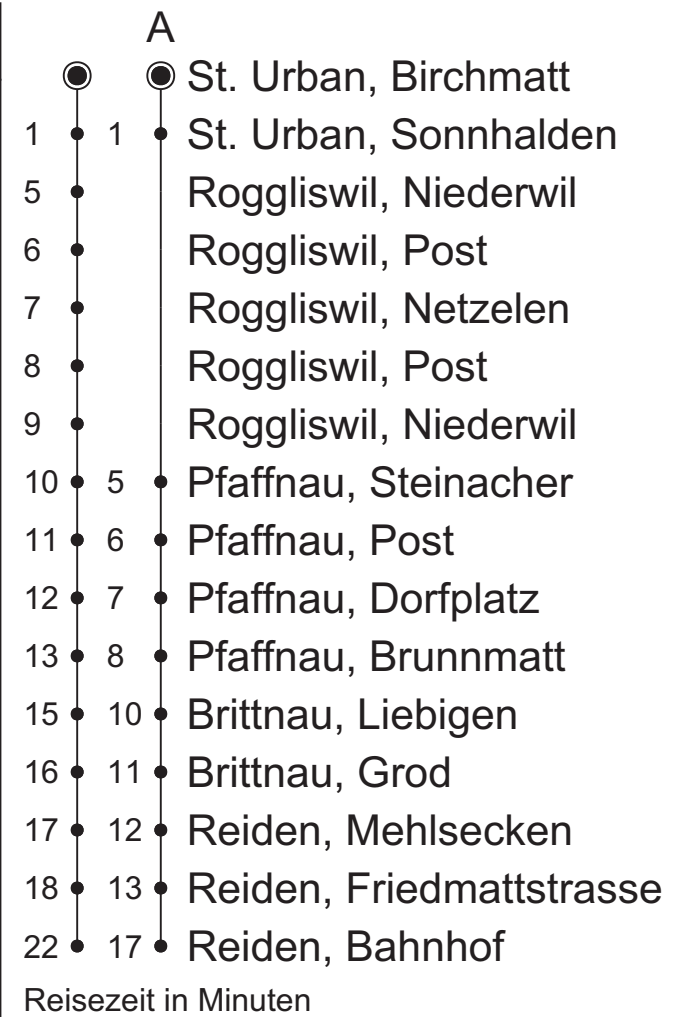 A
St. Urban, Birchmatt
1 1 St. Urban, Sonnhalden
5 Roggliswil, Niederwil
6 Roggliswil, Post
7 Roggliswil, Netzelen
8 Roggliswil, Post
9 Roggliswil, Niederwil
10 5 Pfaffnau, Steinacher
11 6 Pfaffnau, Post
12 7 Pfaffnau, Dorfplatz
13 8 Pfaffnau, Brunnmatt
15 10 Brittnau, Liebigen
16 11 Brittnau, Grod
17 12 Reiden, Mehlsecken
18 13 Reiden, Friedmattstrasse
22 17 Reiden, Bahnhof
Reisezeit in Minuten